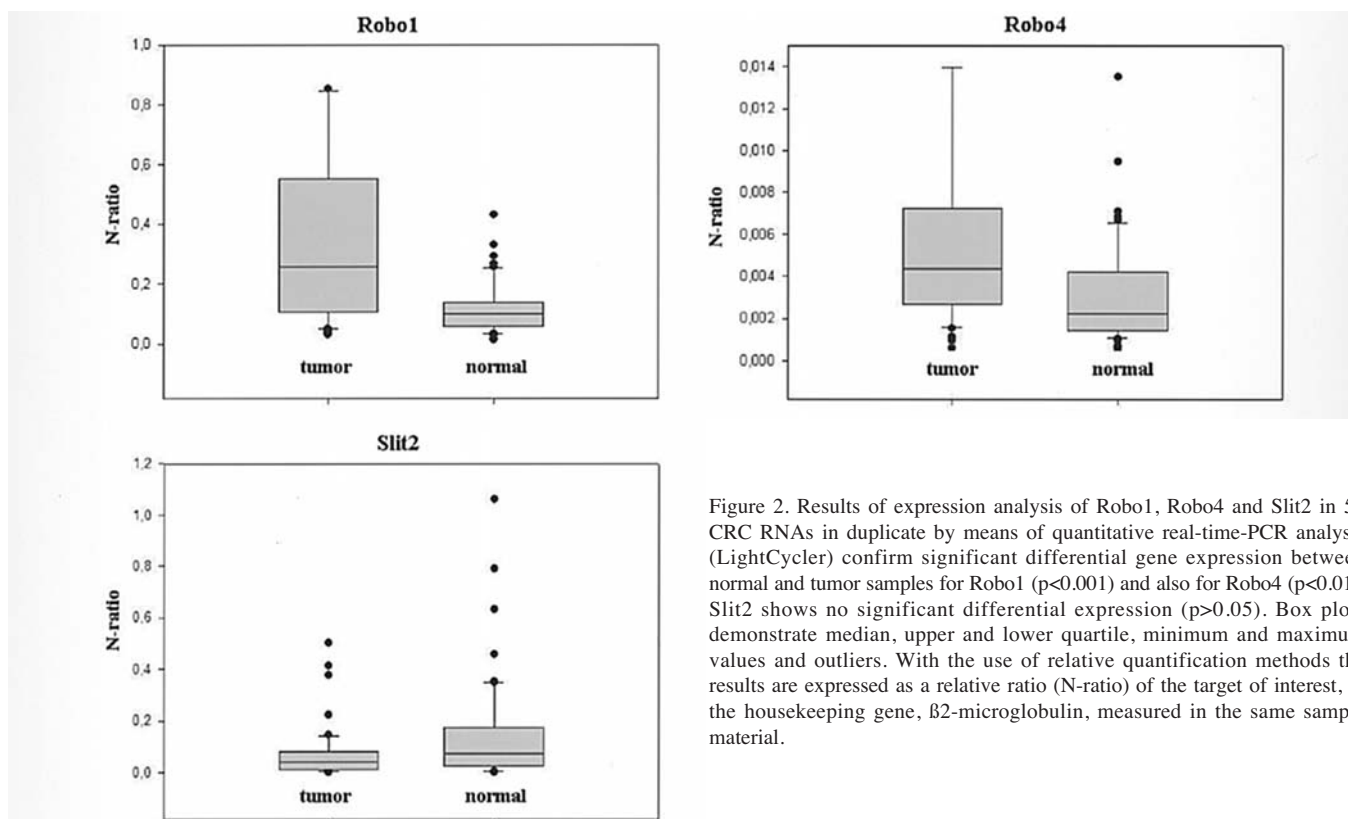 Robo1
1,0
0,8
0,6
0,4
0,2
0,0
N-ratio
tumor normal
Robo4
0,014
0,012
0,010
0,008
0,006
0,004
0,002
0,000
N-ratio
tumor normal
Slit2
1,2
1,0
0,8
0,6
0,4
0,2
0,0
N-ratio
tumor normal
Figure 2. Results of expression analysis of Robo1, Robo4 and Slit2 in
CRC RNAs in duplicate by means of quantitative real-time-PCR
(LightCycler) confirm significant differential gene expression
normal and tumor samples for Robo1 (p<0.001) and also for Robo4 (p<0.01
Slit2 shows no significant differential expression (p>0.05). Box
demonstrate median, upper and lower quartile, minimum and
values and outliers. With the use of relative quantification methods
results are expressed as a relative ratio (N-ratio) of the target of interest,
the housekeeping gene, ß2-microglobulin, measured in the same
material.